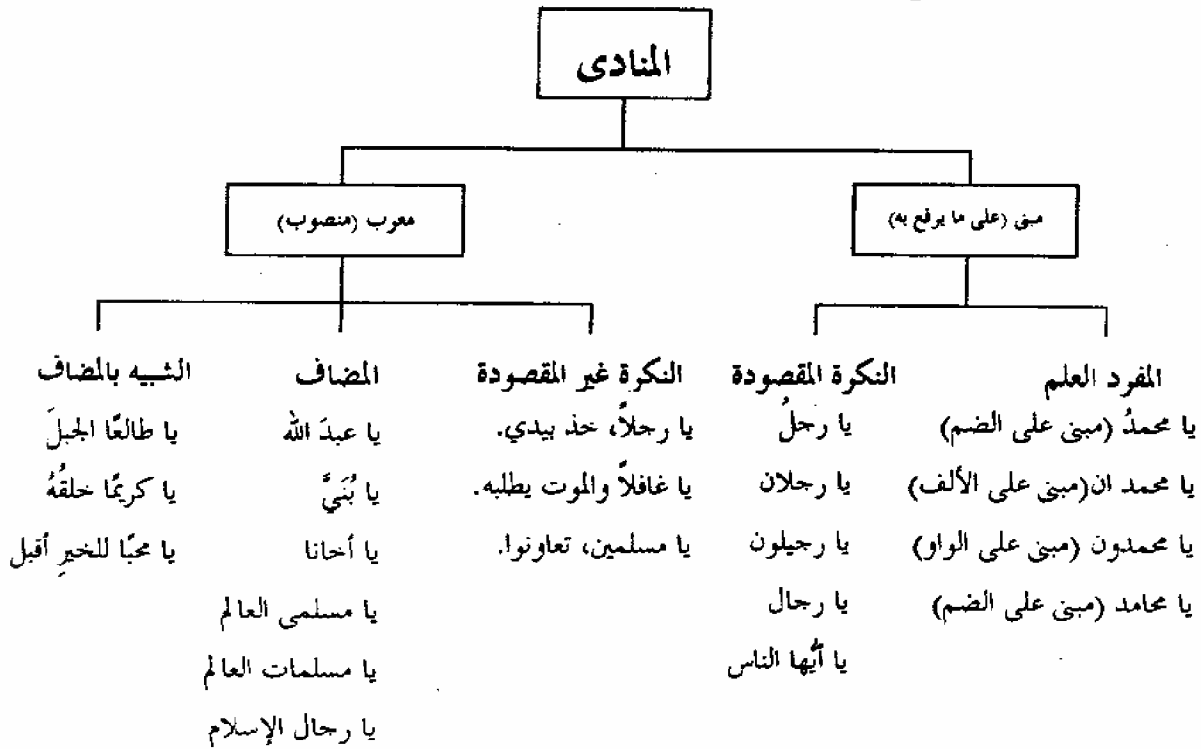 المنادى
مبنى (على ما يرفع به)
معرب (منصوب)
المفرد العلم
يا محمدُ (مبنى على الضم)
يا محمد ان(مبنى على الألف)
يا محمدون (مبنى على الواو)
يا محامد (مبنى على الضم)
النكرة المقصودة
يا رجلُ
يا رجلان
يا رجيلون
يا رجال
يا أيُّها الناس
النكرة غير المقصودة
يا رجلاً، خذ بيدي.
يا غافلاً والموت يطلبه.
يا مسلمين، تعاونوا.
المضاف
يا عبدَ الله
يا بُنَيَّ
يا أخانا
يا مسلمى العالم
يا مسلمات العالم
يا رجال الإسلام
الشبيه بالمضاف
يا طالعًا الجبلَ
يا كريمًا خلقُهُ
يا محبًا للخيرِ أقبل